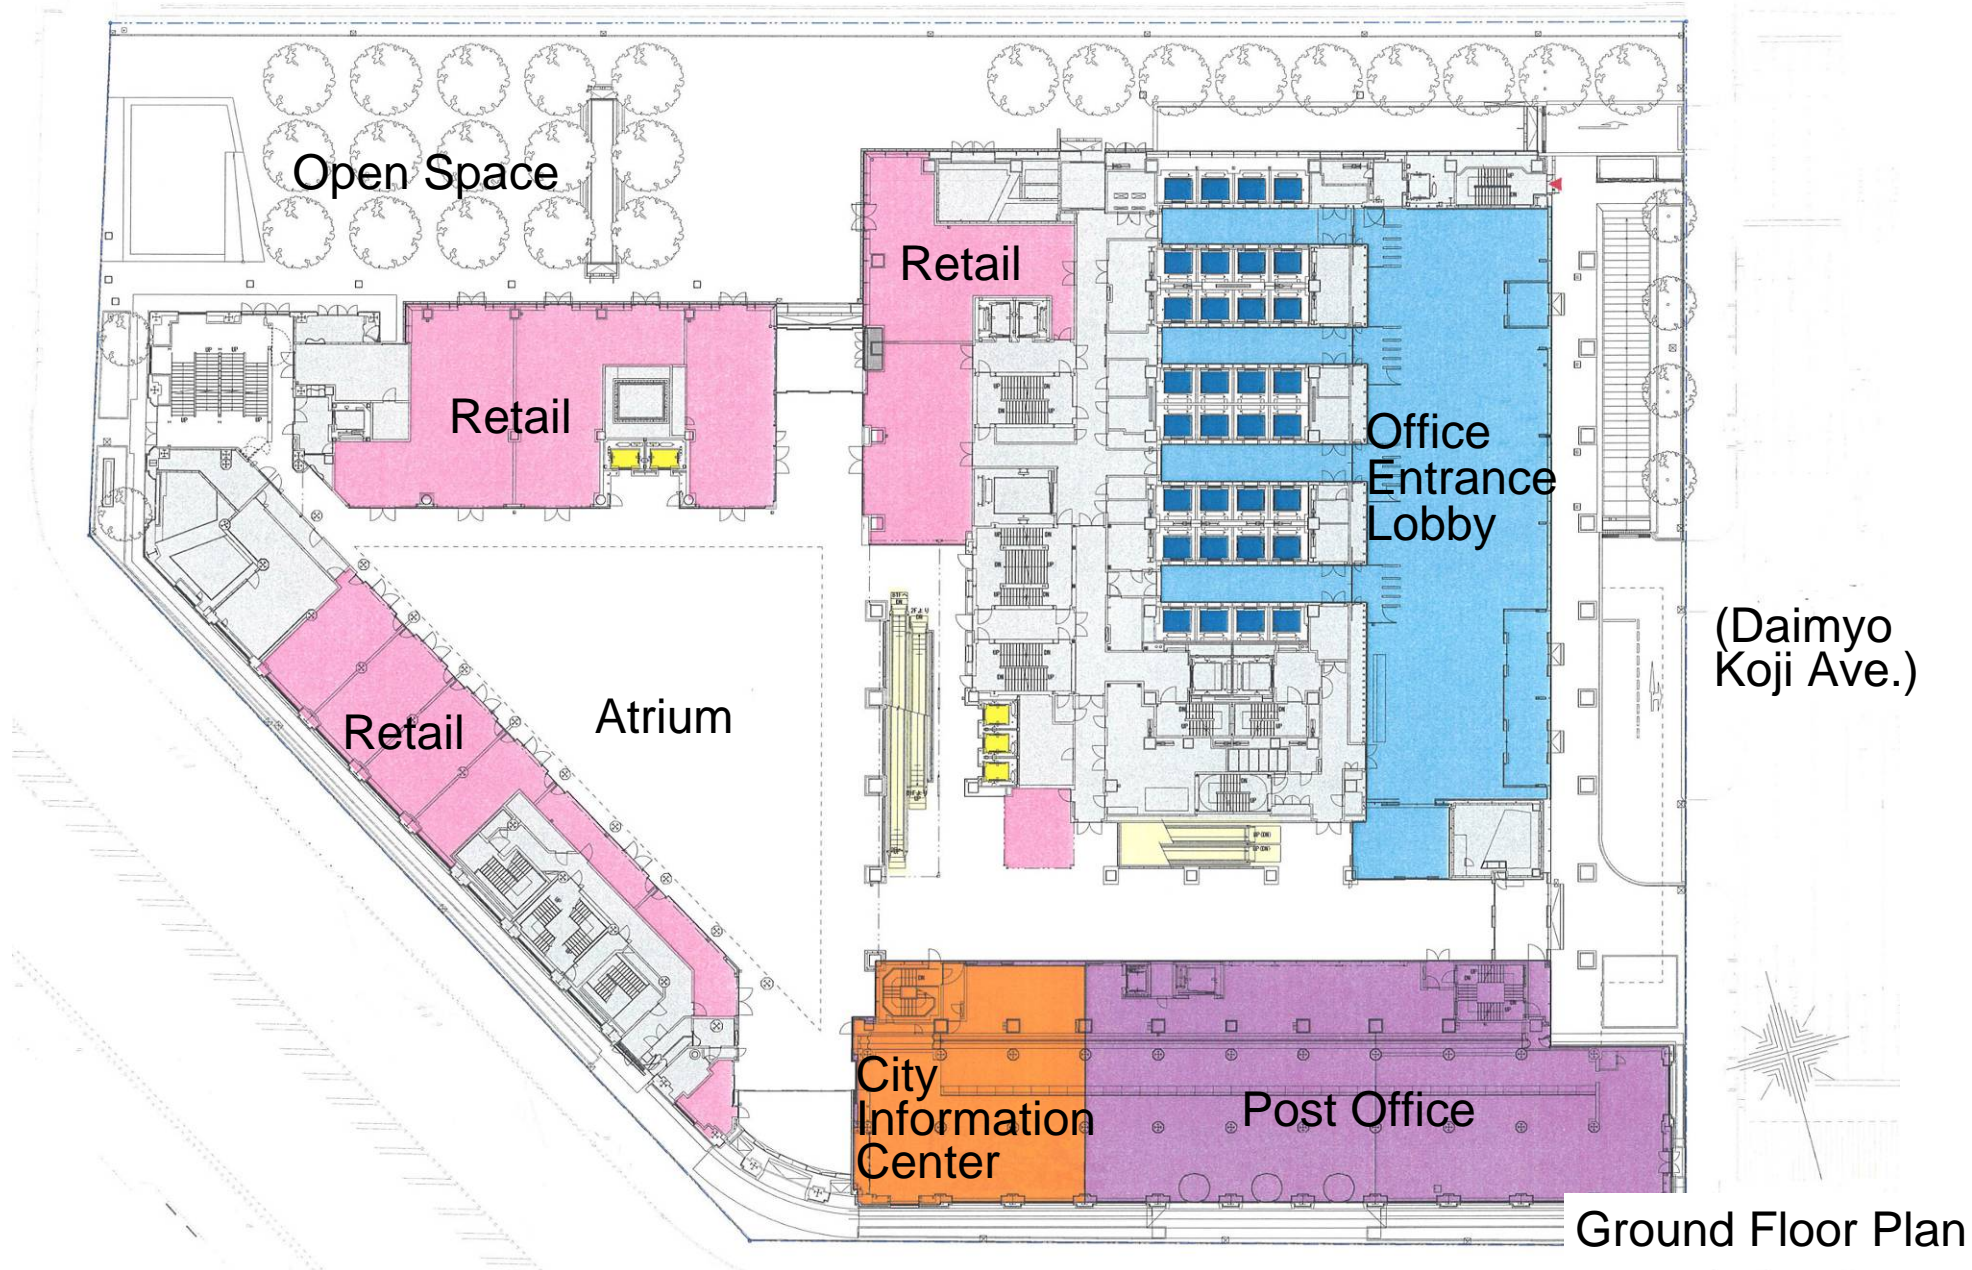 Open Space
Retail
Retail
Office
Entrance
Lobby
(Daimyo
Koji Ave.)
Retail
Atrium
City
Information
Center
Post Office
Ground Floor Plan